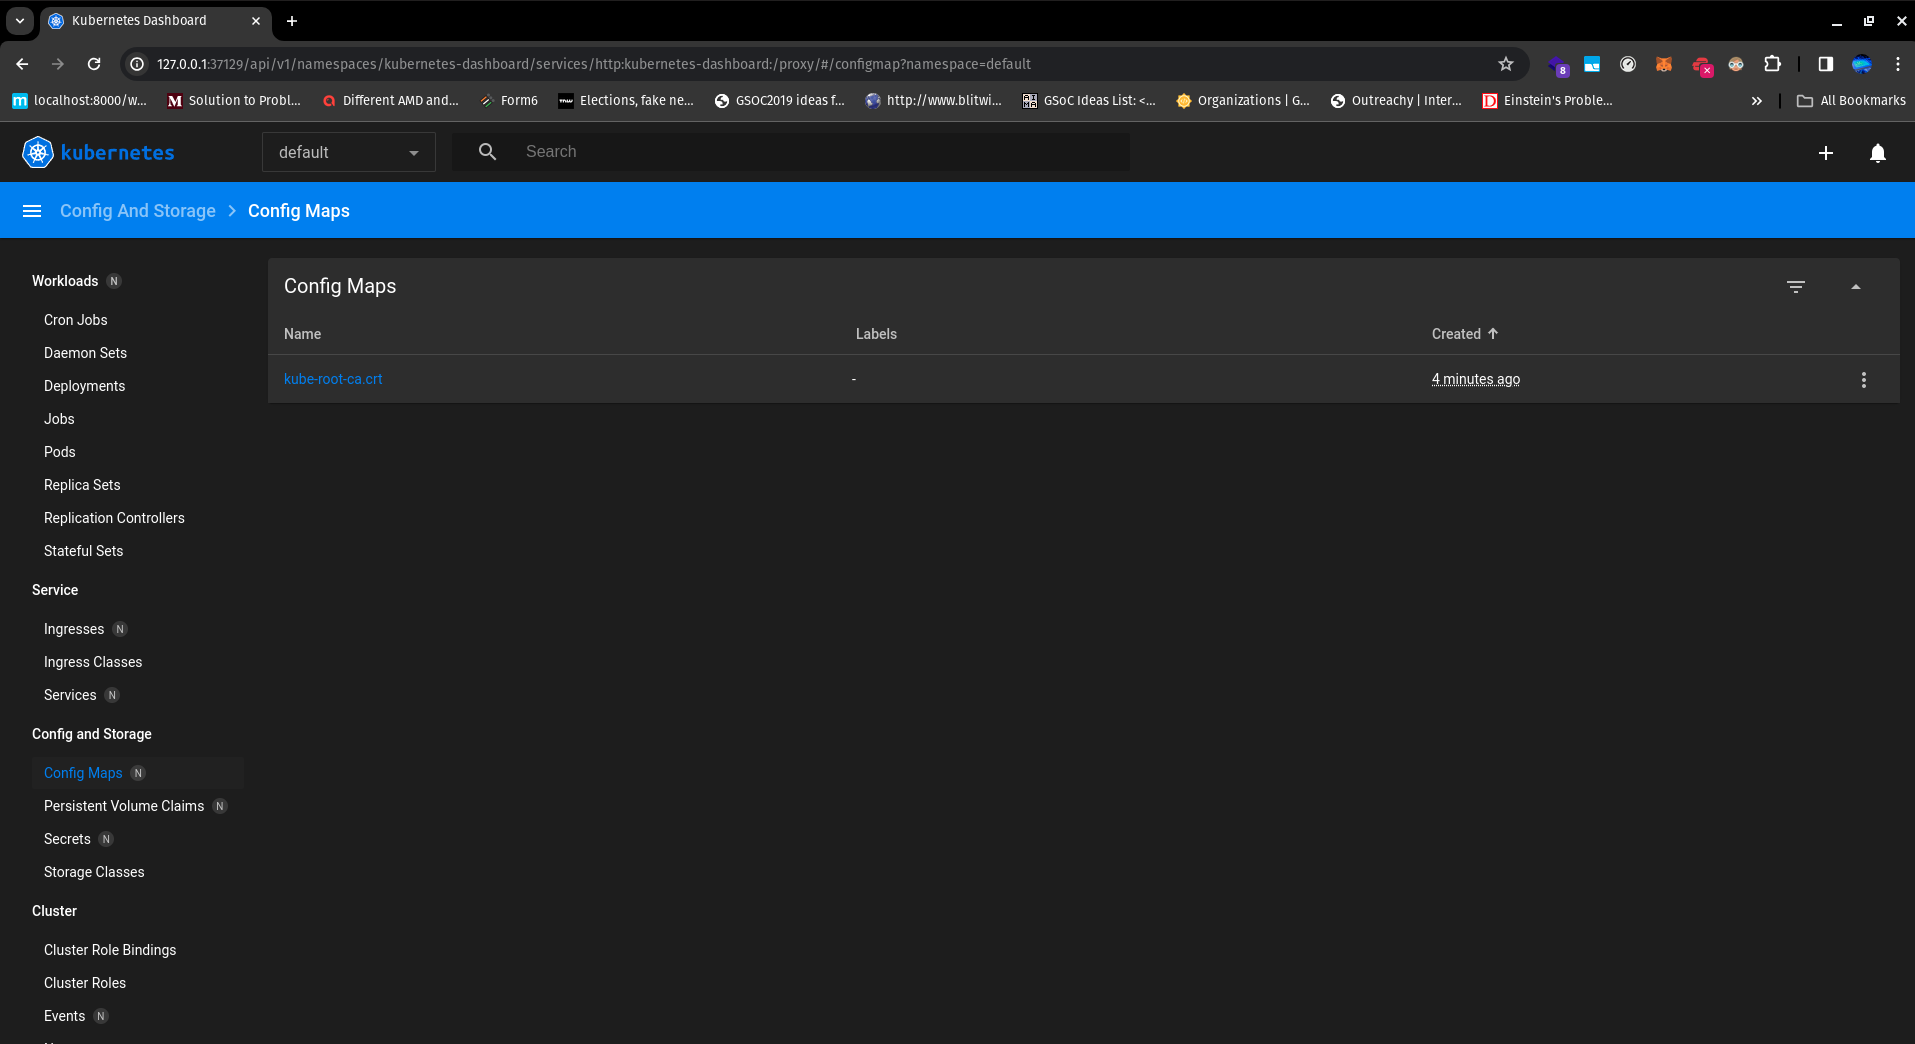 Kubernetes Dashboard
127.0.0.1:37129/api/v1/namespaces/kubernetes-dashboard/services/http:kubernetes-dashboard:/proxy/#/configmap?namespace=default
8
localhost:8000/w... M Solution to Probl... Different AMD and... Form6 Elections, fake ne... GSOC2019 ideas f... http://www.blitwi... GSoC Ideas List: <... Organizations | G... Outreachy | Inter... D Einstein's Proble... » All Bookmarks
kubernetes default Search
Config And Storage > Config Maps
Workloads N
Cron Jobs
Daemon Sets
Deployments
Jobs
Pods
Replica Sets
Replication Controllers
Stateful Sets
Service
Ingresses N
Ingress Classes
Services N
Config and Storage
Config Maps N
Persistent Volume Claims N
Secrets N
Storage Classes
Cluster
Cluster Role Bindings
Cluster Roles
Events N
Config Maps
Name Labels Created
kube-root-ca.crt - 4 minutes ago